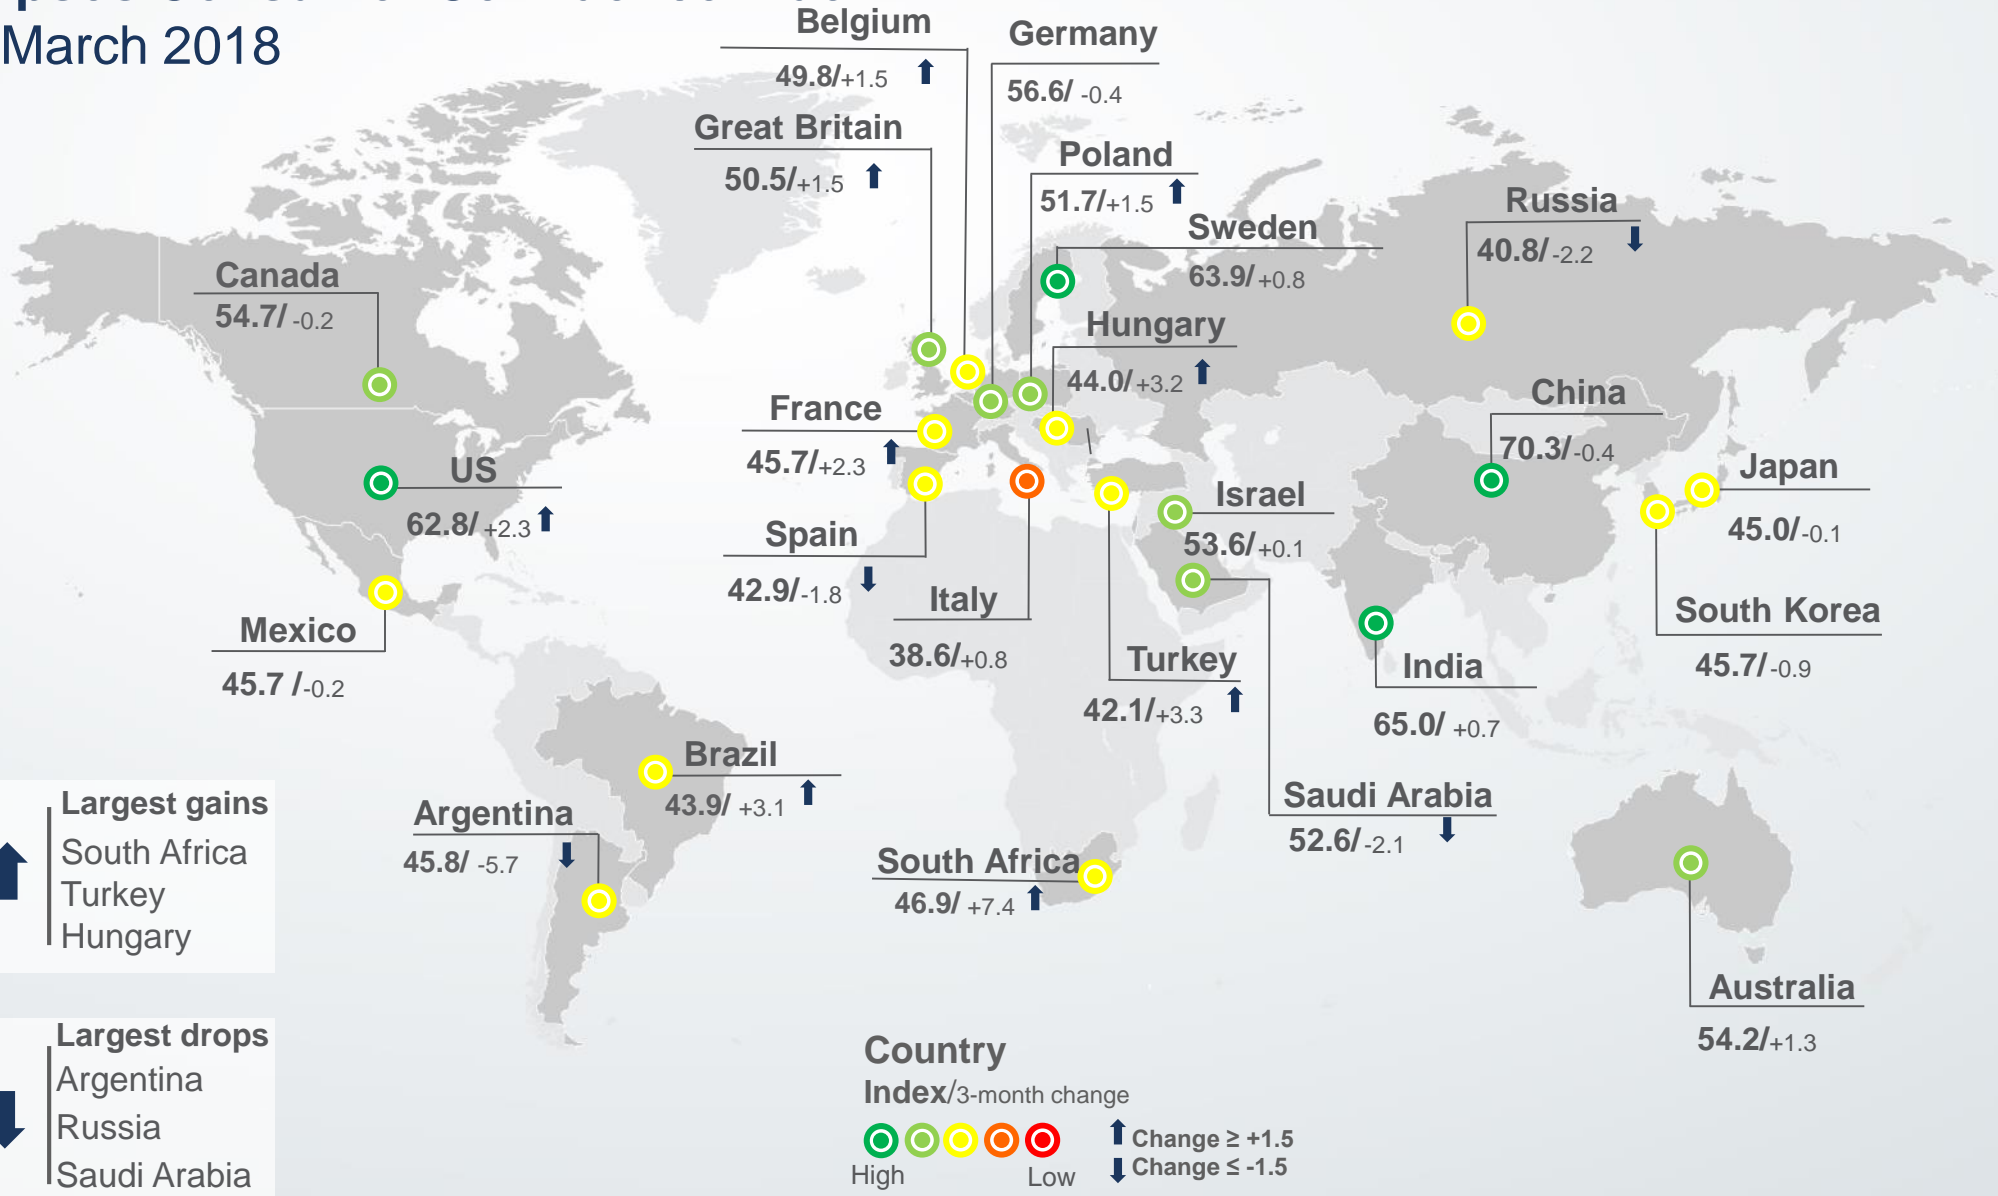 March 2018
Belgium
49.8/+1.5
Germany
56.6/ -0.4
Great Britain
50.5/+1.5
Poland
51.7/+1.5
Sweden
63.9/+0.8
Russia
40.8/-2.2
Canada
54.7/ -0.2
Hungary
44.0/+3.2
France
45.7/+2.3
China
70.3/-0.4
US
62.8/+2.3
Japan
45.0/-0.1
Israel
53.6/+0.1
Spain
42.9/-1.8
Italy
38.6/+0.8
Mexico
45.7 /-0.2
South Korea
45.7/-0.9
Turkey
42.1/+3.3
India
65.0/ +0.7
Brazil
43.9/ +3.1
Argentina
45.8/ -5.7
Saudi Arabia
52.6/-2.1
South Africa
46.9/ +7.4
Australia
54.2/+1.3
Largest gains
South Africa
Turkey
Hungary
Largest drops
Argentina
Russia
Saudi Arabia
Country
Index/3-month change
High
Low
Change ≥ +1.5
Change ≤ -1.5